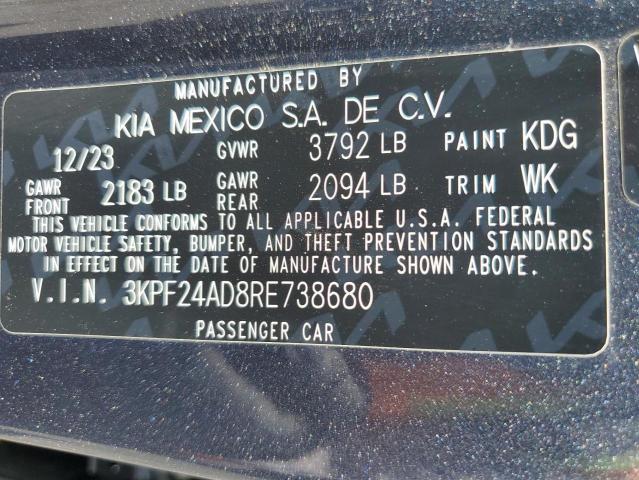 MANUFACTURED BY
KIA MEXICO S.A. DE C.V.
12/23 GVWR 3792 LB PAINT KDG
GAWR FRONT 2183 LB GAWR REAR 2094 LB TRIM WK
THIS VEHICLE CONFORMS TO ALL APPLICABLE U.S.A. FEDERAL
MOTOR VEHICLE SAFETY, BUMPER, AND THEFT PREVENTION STANDARDS
IN EFFECT ON THE DATE OF MANUFACTURE SHOWN ABOVE.
V.I.N. 3KPF24AD8RE738680
PASSENGER CAR